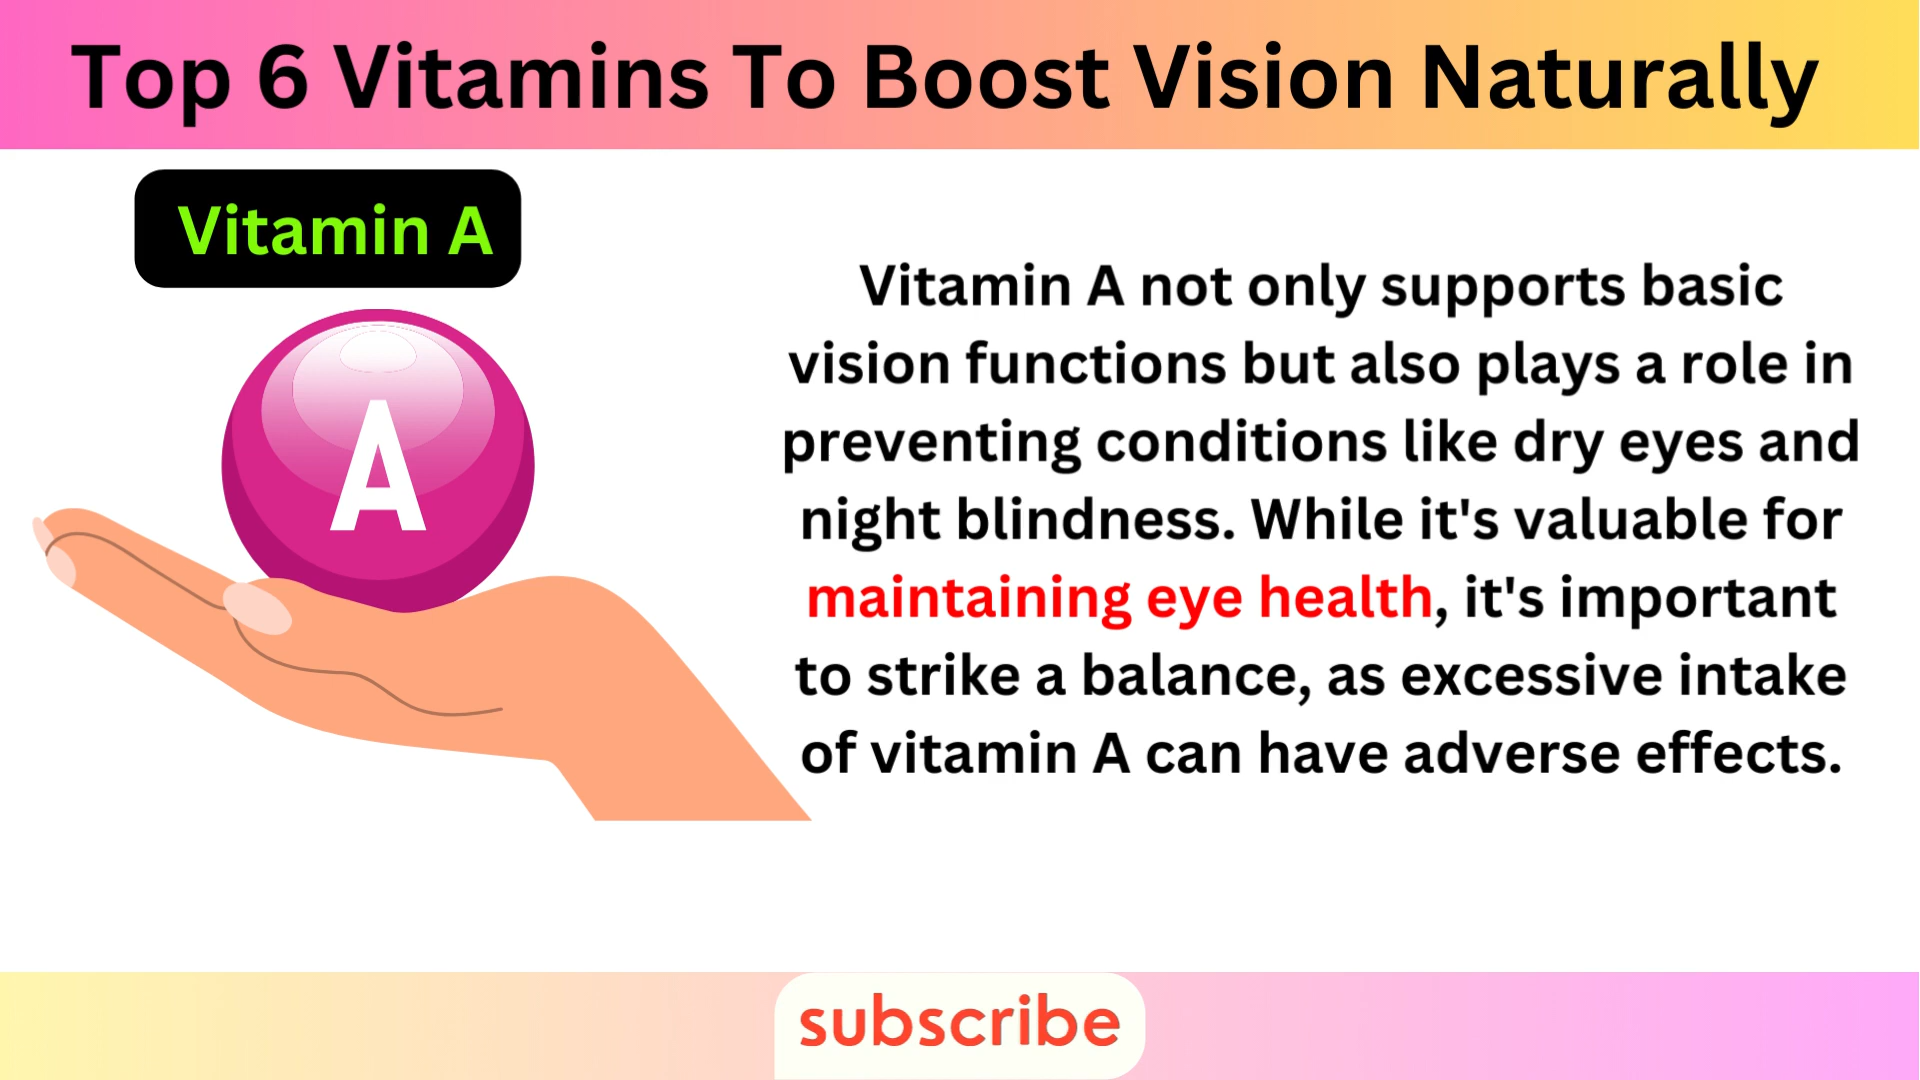 Top 6 Vitamins To Boost Vision Naturally
Vitamin A
A
Vitamin A not only supports basic
vision functions but also plays a role in
preventing conditions like dry eyes and
night blindness. While it's valuable for
maintaining eye health, it's important
to strike a balance, as excessive intake
of vitamin A can have adverse effects.
subscribe